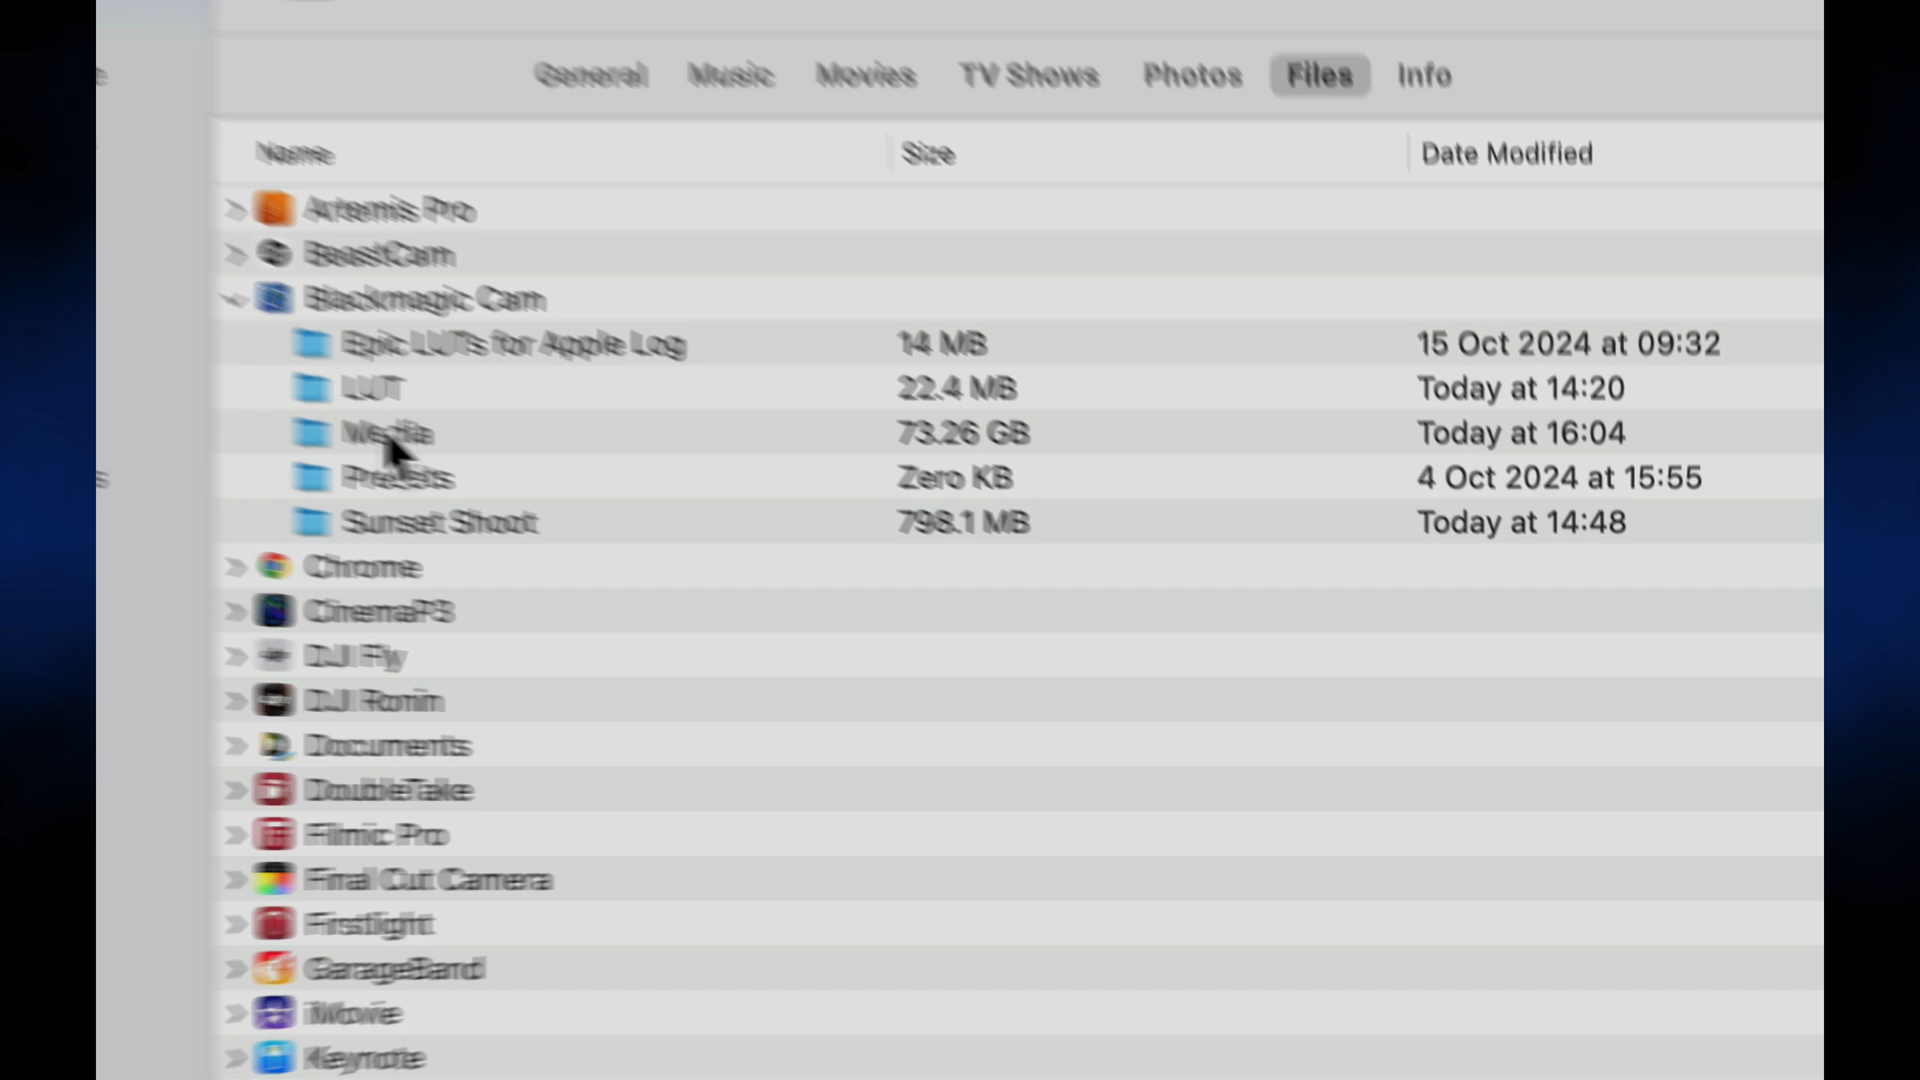 General Music Movies TV Shows Photos Files Info
Name Size Date Modified
Artemis Pro
BeastCam
Blackmagic Cam
Epic LUTs for Apple Log 14 MB 15 Oct 2024 at 09:32
LUT 22.4 MB Today at 14:20
Media 73.26 GB Today at 16:04
Presets Zero KB 4 Oct 2024 at 15:55
Sunset Shoot 798.1 MB Today at 14:48
Chrome
CinemaP3
DJI Fly
DJI Ronin
Documents
DoubleTake
Filmic Pro
Final Cut Camera
Firstlight
GarageBand
iMovie
Keynote